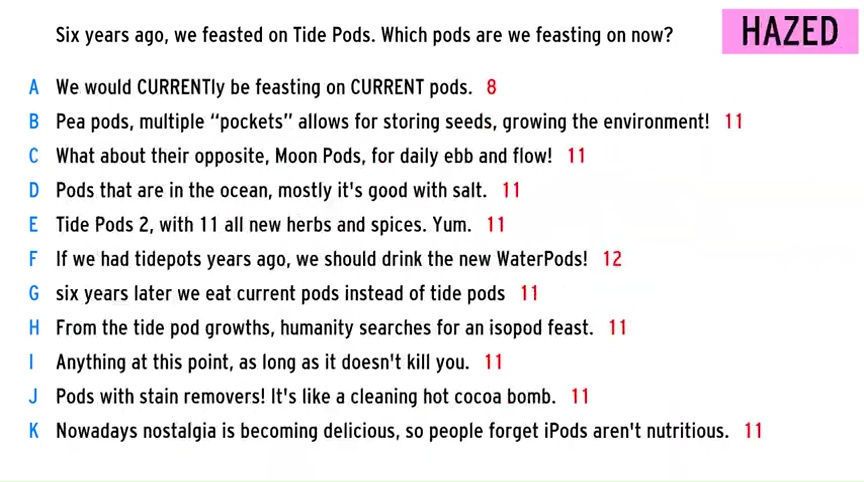 Six years ago, we feasted on Tide Pods. Which pods are we feasting on now?
HAZED
A We would CURRENTly be feasting on CURRENT pods. 8
B Pea pods, multiple “pockets” allows for storing seeds, growing the environment! 11
C What about their opposite, Moon Pods, for daily ebb and flow! 11
D Pods that are in the ocean, mostly it's good with salt. 11
E Tide Pods 2, with 11 all new herbs and spices. Yum. 11
F If we had tidepots years ago, we should drink the new WaterPods! 12
G six years later we eat current pods instead of tide pods 11
H From the tide pod growths, humanity searches for an isopod feast. 11
I Anything at this point, as long as it doesn't kill you. 11
J Pods with stain removers! It's like a cleaning hot cocoa bomb. 11
K Nowadays nostalgia is becoming delicious, so people forget iPods aren't nutritious. 11